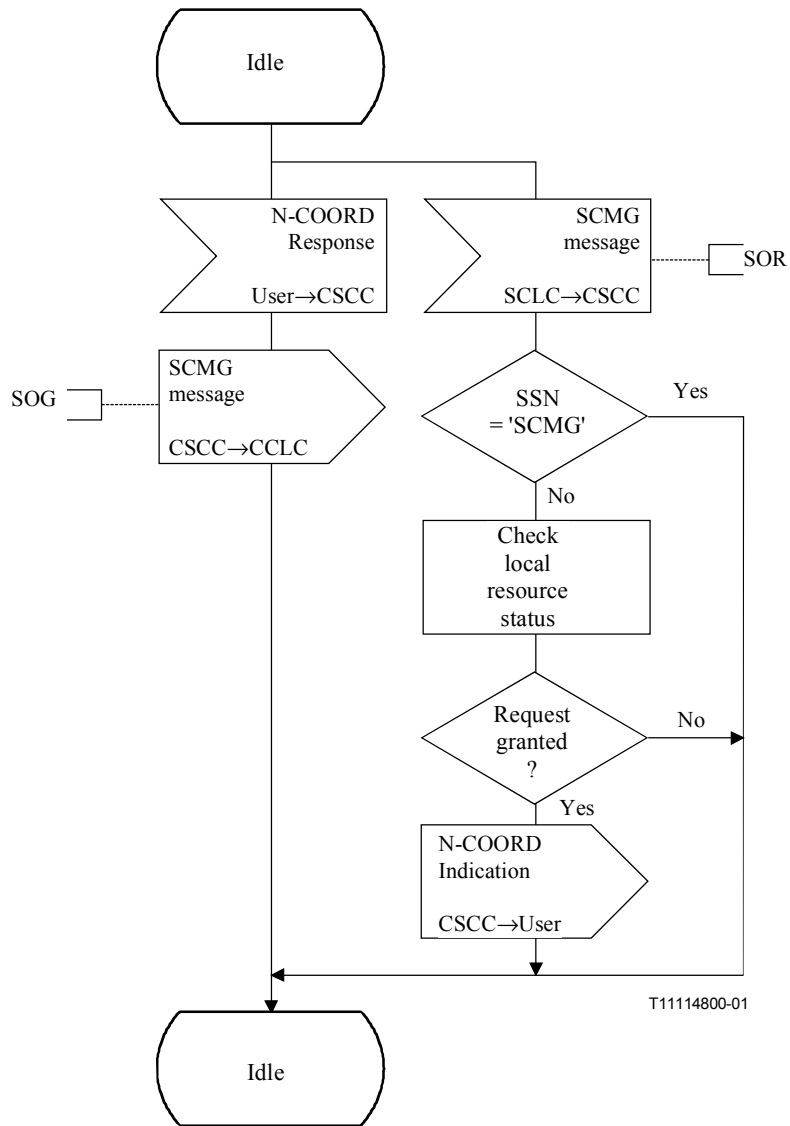 Idle
N-COORD
Response
User→CSCC
SCMG
message
SCLC→CSCC
SOR
SCMG
message
CSCC→CCLC
SOG
SSN
= 'SCMG'
Yes
No
Check
local
resource
status
Request
granted
?
No
Yes
N-COORD
Indication
CSCC→User
T11114800-01
Idle